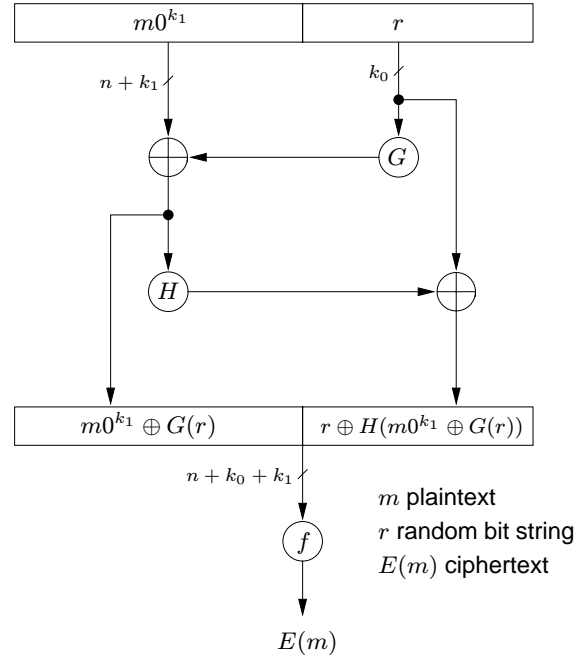 m0^{k_1} r
n + k_1 k_0
G
H
m0^{k_1} ⊕ G(r) r ⊕ H(m0^{k_1} ⊕ G(r))
n + k_0 + k_1
m plaintext
r random bit string
f
E(m) ciphertext
E(m)